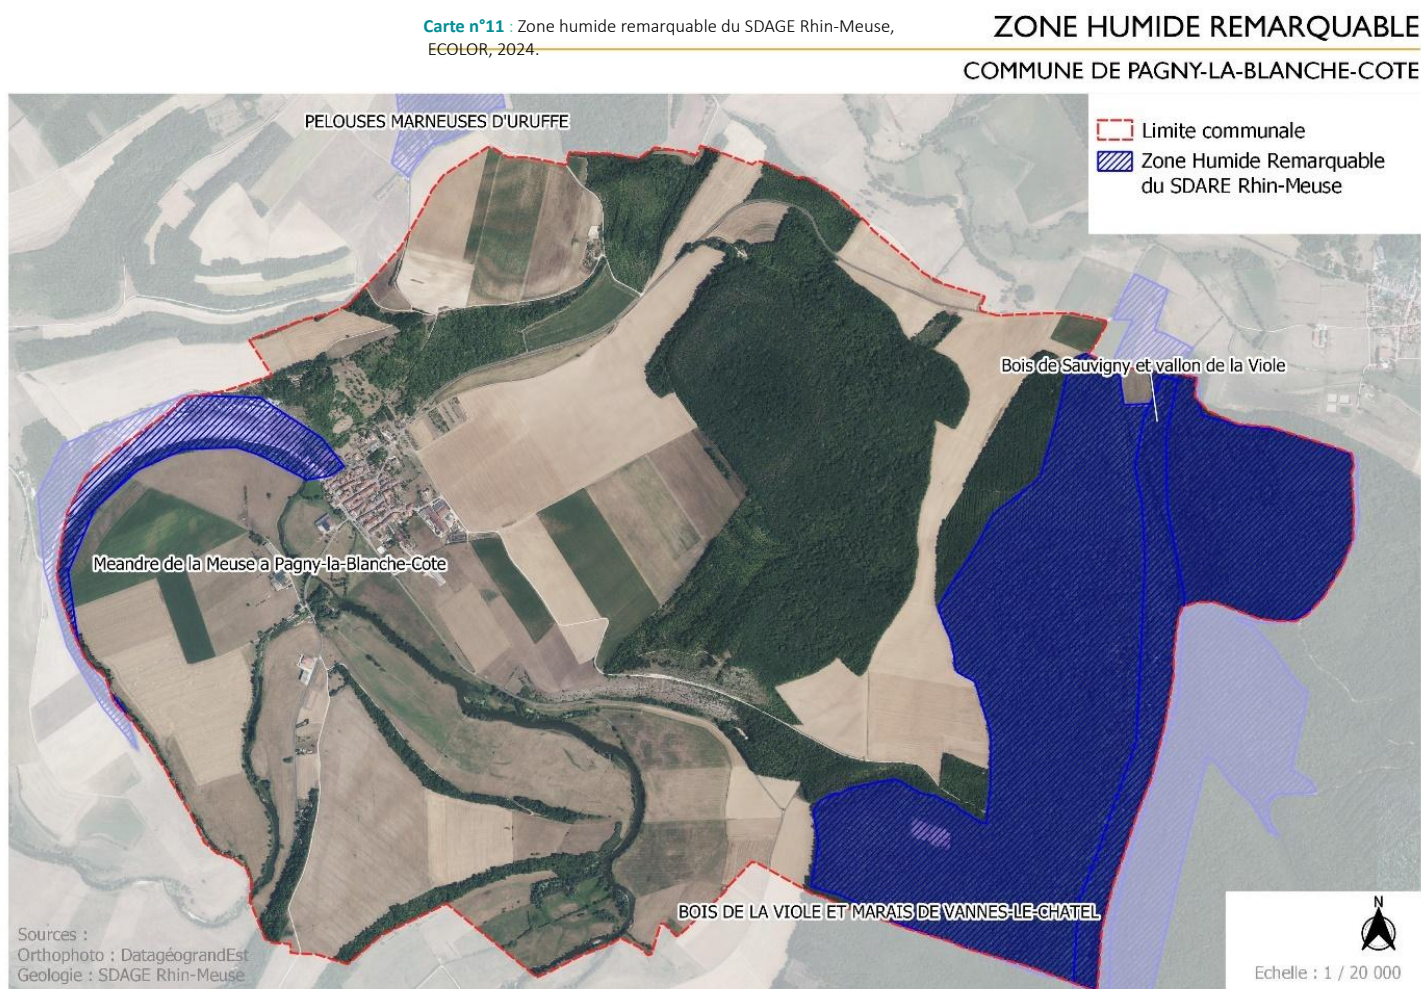 Carte n°11 : Zone humide remarquable du SDAGE Rhin-Meuse,
ECOLOR, 2024.
ZONE HUMIDE REMARQUABLE
COMMUNE DE PAGNY-LA-BLANCHE-COTE
PELOUSES MARNEUSES D'URUFFE
Limite communale
Zone Humide Remarquable
du SDARE Rhin-Meuse
Bois de Sauvigny et vallon de la Viole
Meandre de la Meuse a Pagny-la-Blanche-Cote
BOIS DE LA VIOLE ET MARAIS DE VANNES-LE-CHATEL
Sources :
Orthophoto : DatagéograndEst
Geologie : SDAGE Rhin-Meuse
N
Echelle : 1 / 20 000